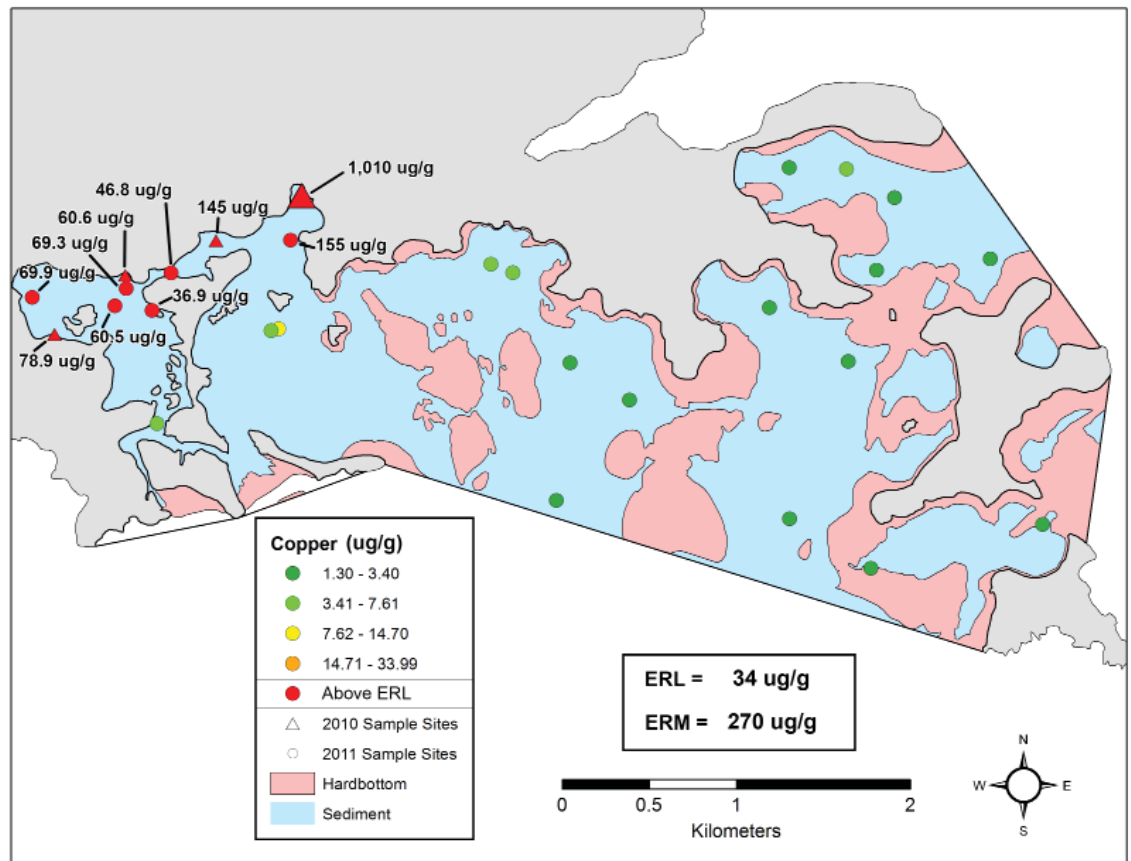 1,010 ug/g
46.8 ug/g
145 ug/g
60.6 ug/g
155 ug/g
69.3 ug/g
69.9 ug/g
36.9 ug/g
60.5 ug/g
78.9 ug/g
Copper (ug/g)
1.30 - 3.40
3.41 - 7.61
7.62 - 14.70
14.71 - 33.99
Above ERL
2010 Sample Sites
2011 Sample Sites
Hardbottom
Sediment
ERL = 34 ug/g
ERM = 270 ug/g
0 0.5 1 2
Kilometers
N
W E
S